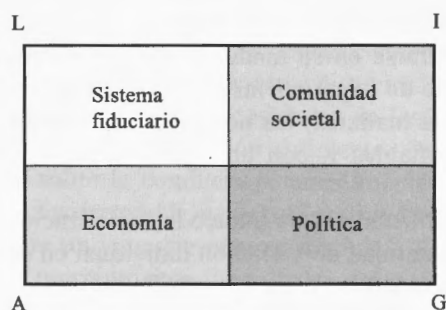 L I
Sistema Comunidad
fiduciario societal
Economía Política
A G